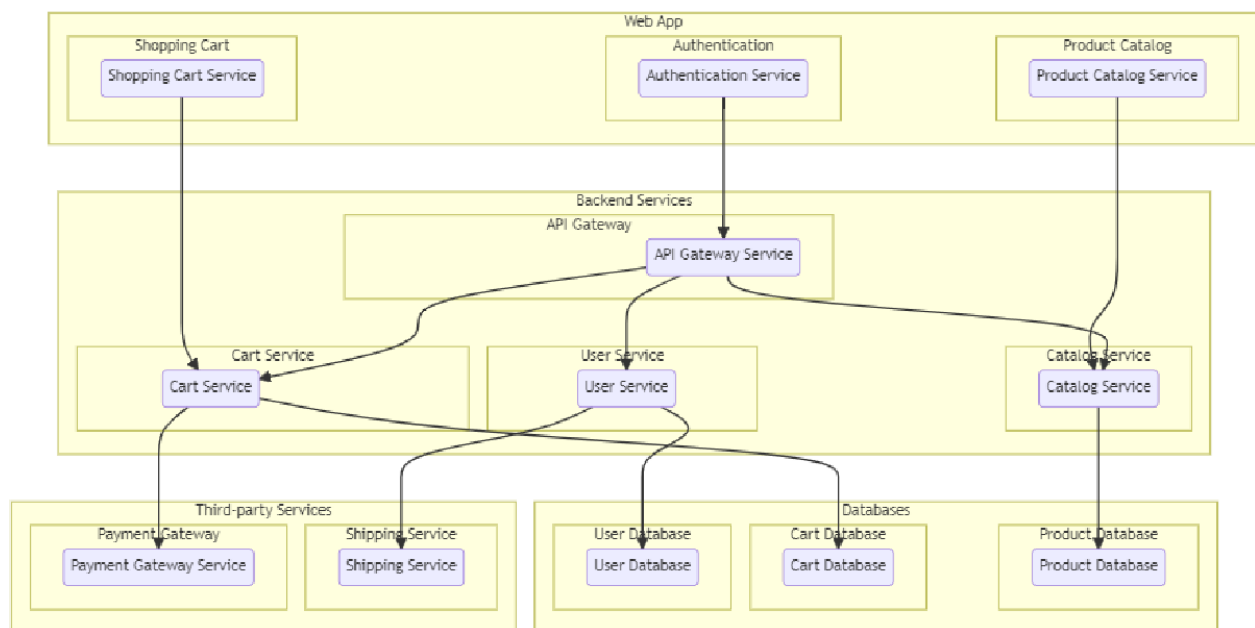 Web App
Shopping Cart
Authentication
Product Catalog
Shopping Cart Service
Authentication Service
Product Catalog Service
Backend Services
API Gateway
API Gateway Service
Cart Service
User Service
Catalog Service
Cart Service
User Service
Catalog Service
Third-party Services
Databases
Payment Gateway
Shipping Service
User Database
Cart Database
Product Database
Payment Gateway Service
Shipping Service
User Database
Cart Database
Product Database